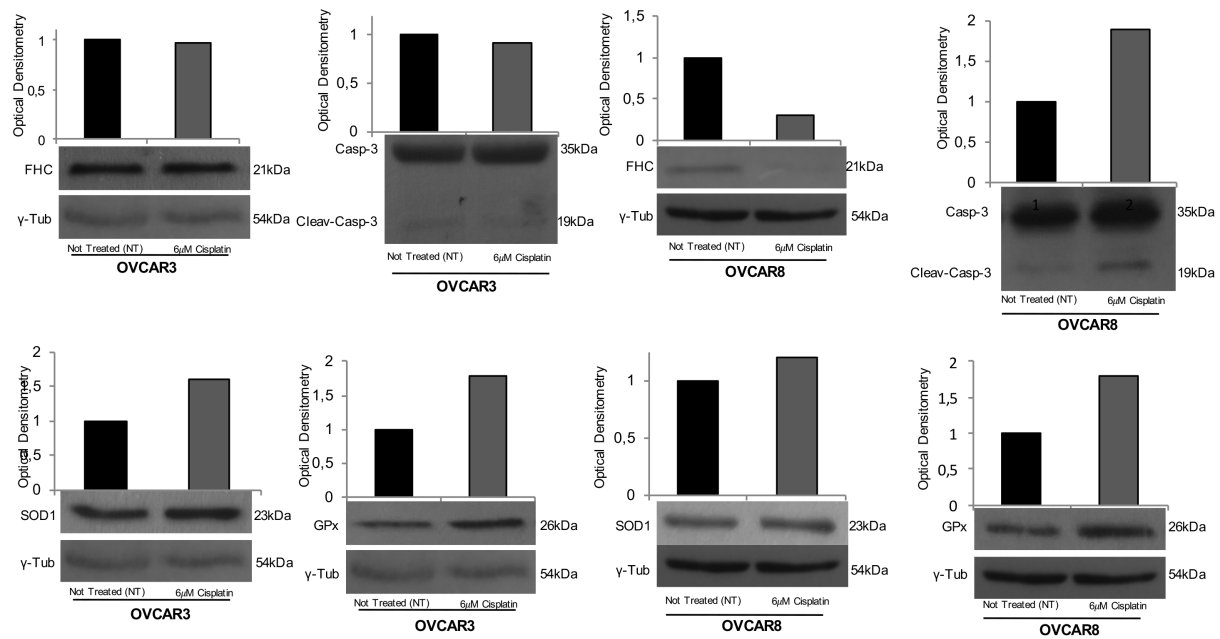 Optical Densitometry
1
0,5
0
FHC
21kDa
γ-Tub
54kDa
Not Treated (NT)
6µM Cisplatin
OVCAR3
Optical Densitometry
1
0,5
0
Casp-3
35kDa
Cleav-Casp-3
19kDa
Not Treated (NT)
6µM Cisplatin
OVCAR3
Optical Densitometry
1,5
1
0,5
0
FHC
21kDa
γ-Tub
54kDa
Not Treated (NT)
6µM Cisplatin
OVCAR8
Optical Densitometry
2
1,5
1
0,5
0
1
2
Casp-3
35kDa
Cleav-Casp-3
19kDa
Not Treated (NT)
6µM Cisplatin
OVCAR8
Optical Densitometry
2
1,5
1
0,5
0
SOD1
23kDa
γ-Tub
54kDa
Not Treated (NT)
6µM Cisplatin
OVCAR3
Optical Densitometry
2
1,5
1
0,5
0
GPx
26kDa
γ-Tub
54kDa
Not Treated (NT)
6µM Cisplatin
OVCAR3
Optical Densitometry
1
0,5
0
SOD1
23kDa
γ-Tub
54kDa
Not Treated (NT)
6µM Cisplatin
OVCAR8
Optical Densitometry
2
1,5
1
0,5
0
GPx
26kDa
γ-Tub
54kDa
Not Treated (NT)
6µM Cisplatin
OVCAR8